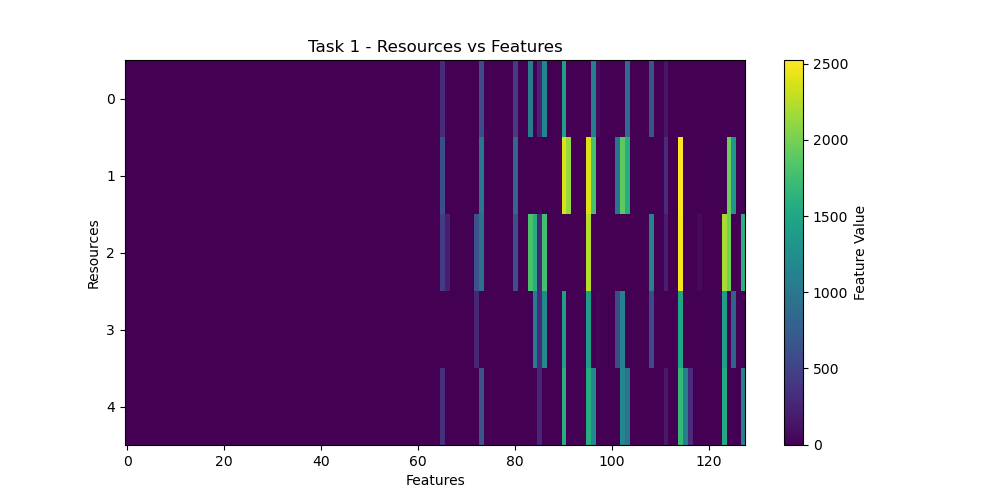 Task 1 - Resources vs Features
Resources
0
1
2
3
4
0 20 40 60 80 100 120
Features
2500
2000
1500
1000
500
0
Feature Value